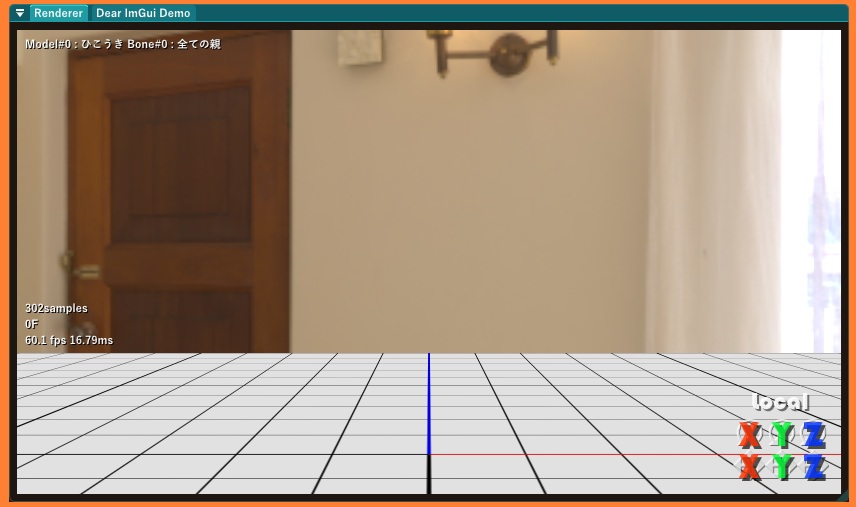 Renderer Dear ImGui Demo
Model#0 : ひこうき Bone#0 : 全ての親
302samples
0F
60.1 fps 16.79ms
local
X Y Z
X Y Z